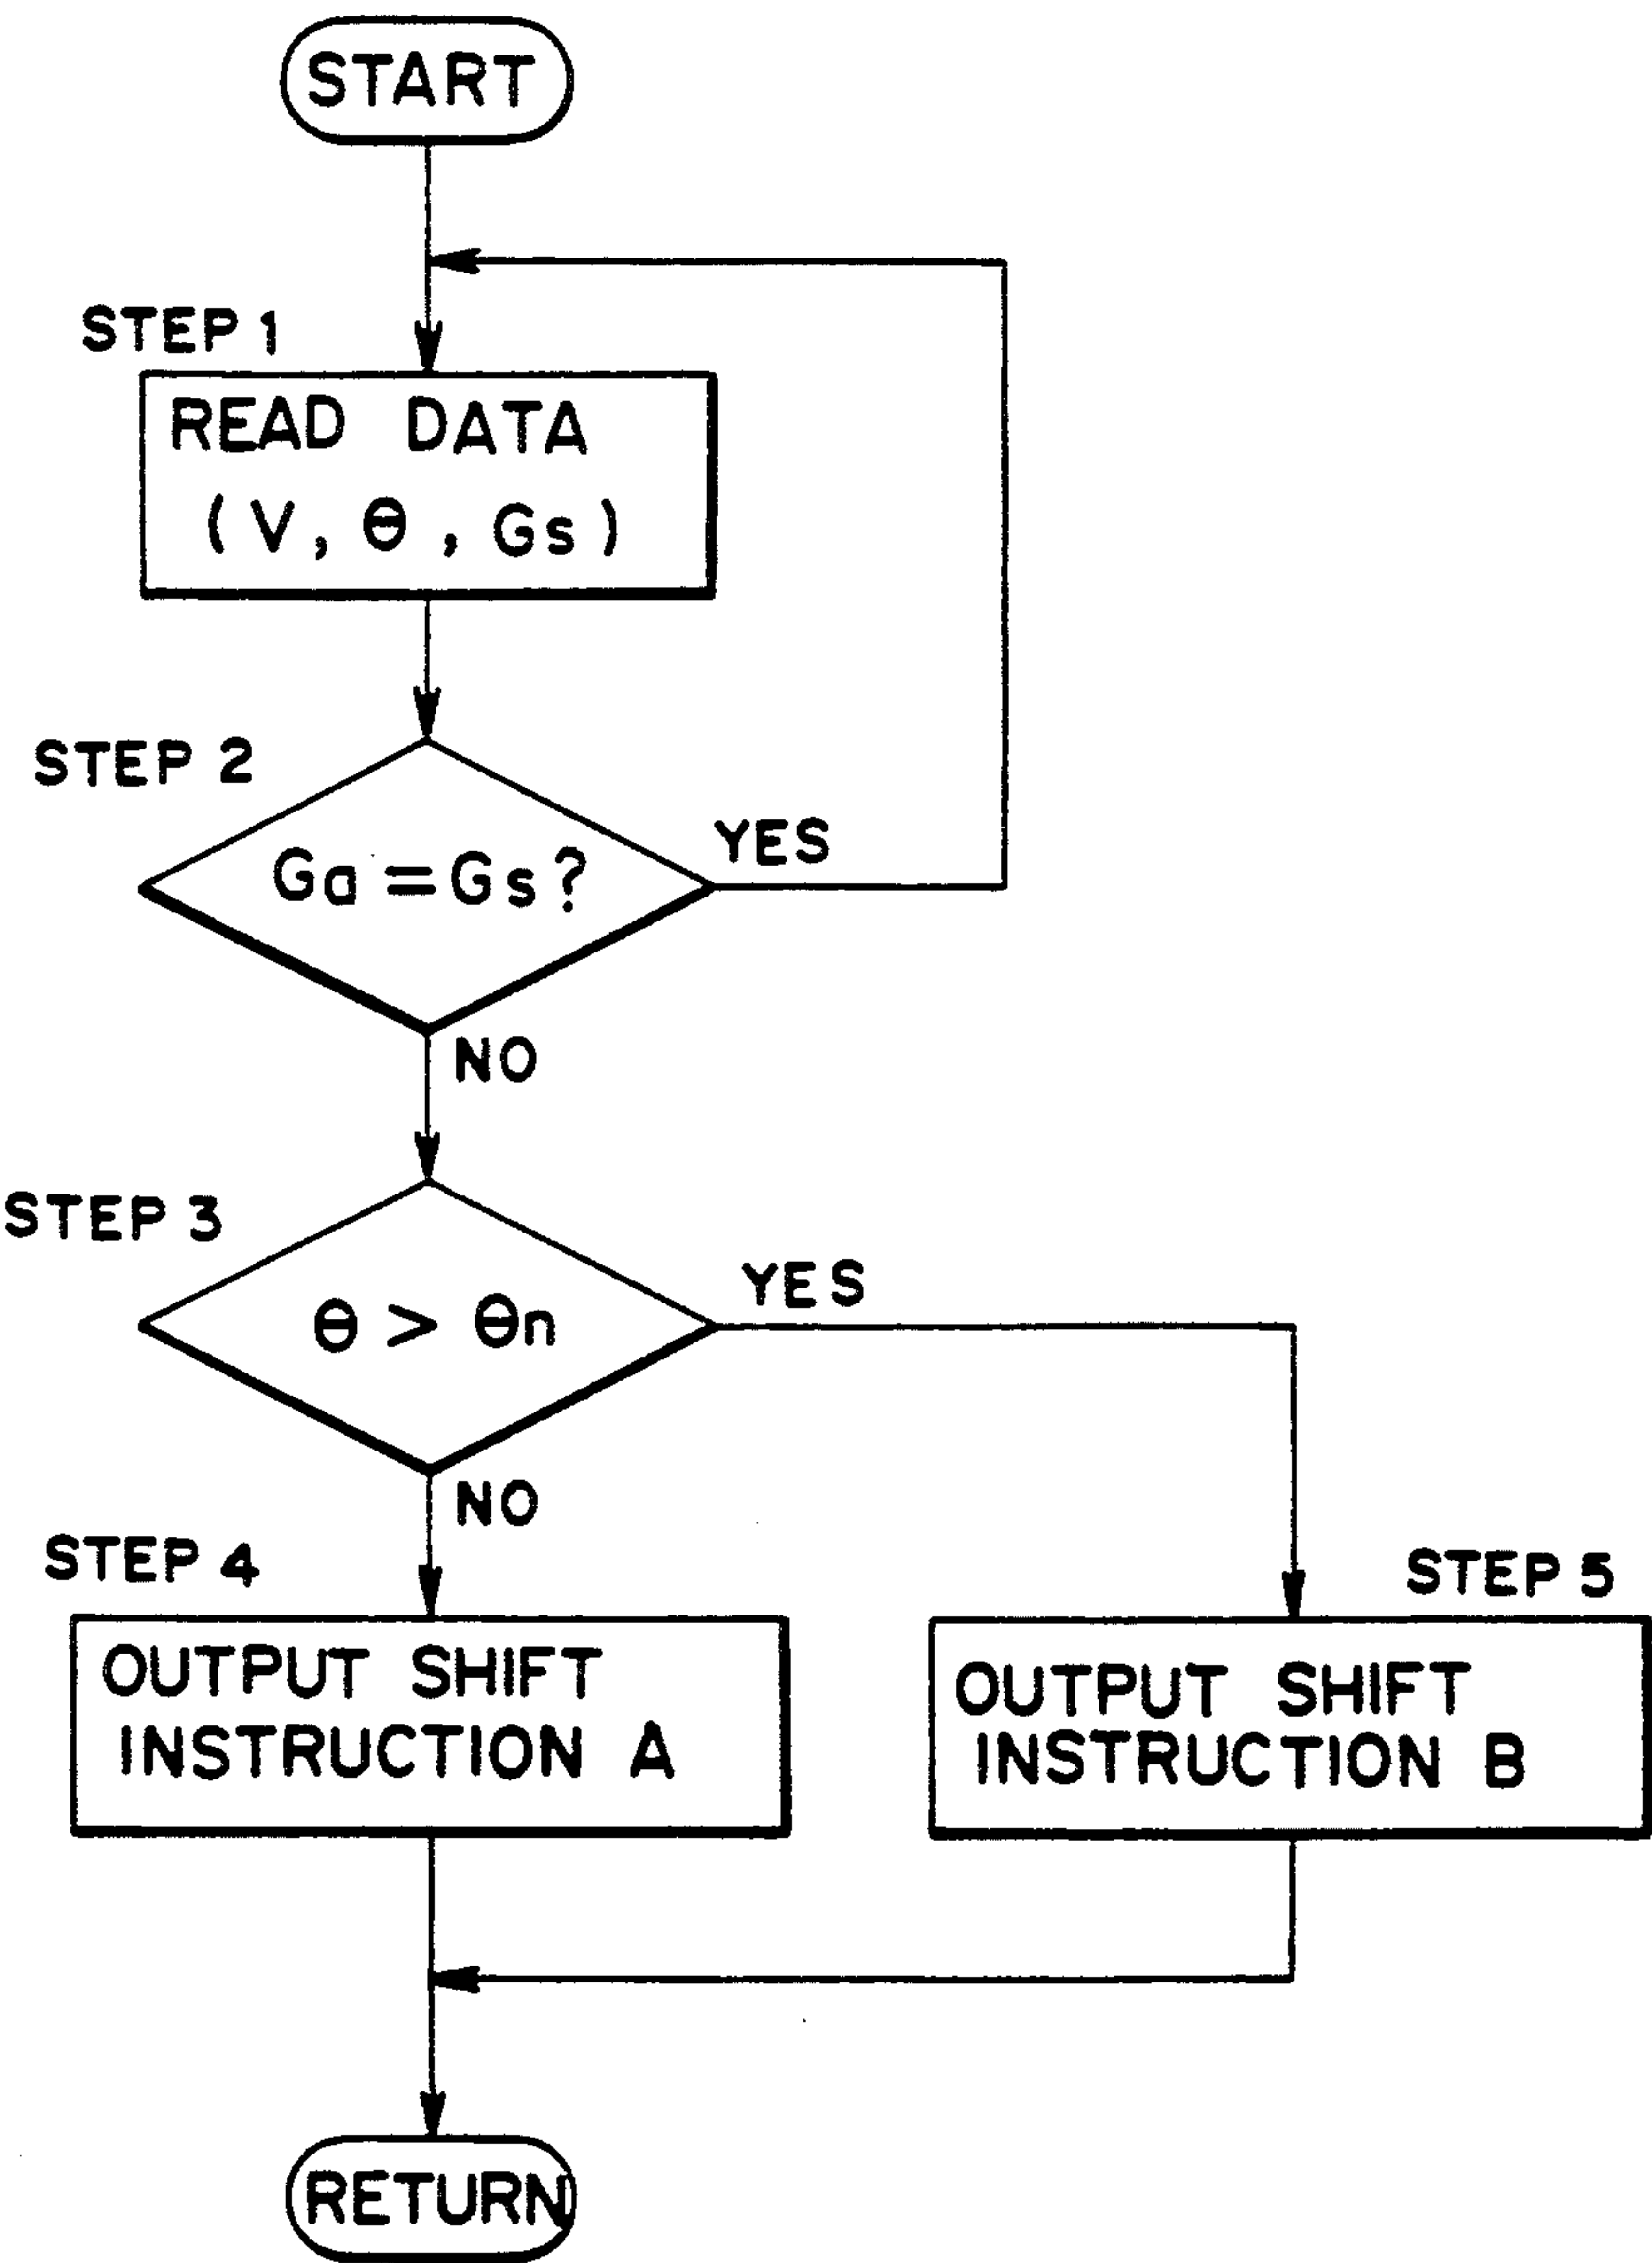 START
STEP 1
READ DATA
(V, θ, Gs)
STEP 2
Ga = Gs?
YES
NO
STEP 3
θ > θn
YES
NO
STEP 4
OUTPUT SHIFT
INSTRUCTION A
STEP 5
OUTPUT SHIFT
INSTRUCTION B
RETURN